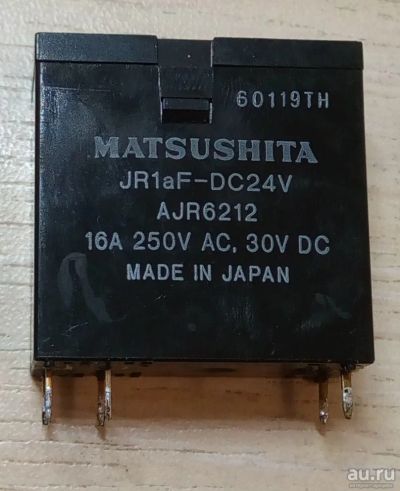 60119TH
MATSUSHITA
JR1aF-DC24V
AJR6212
16A 250V AC, 30V DC
MADE IN JAPAN
au.ru